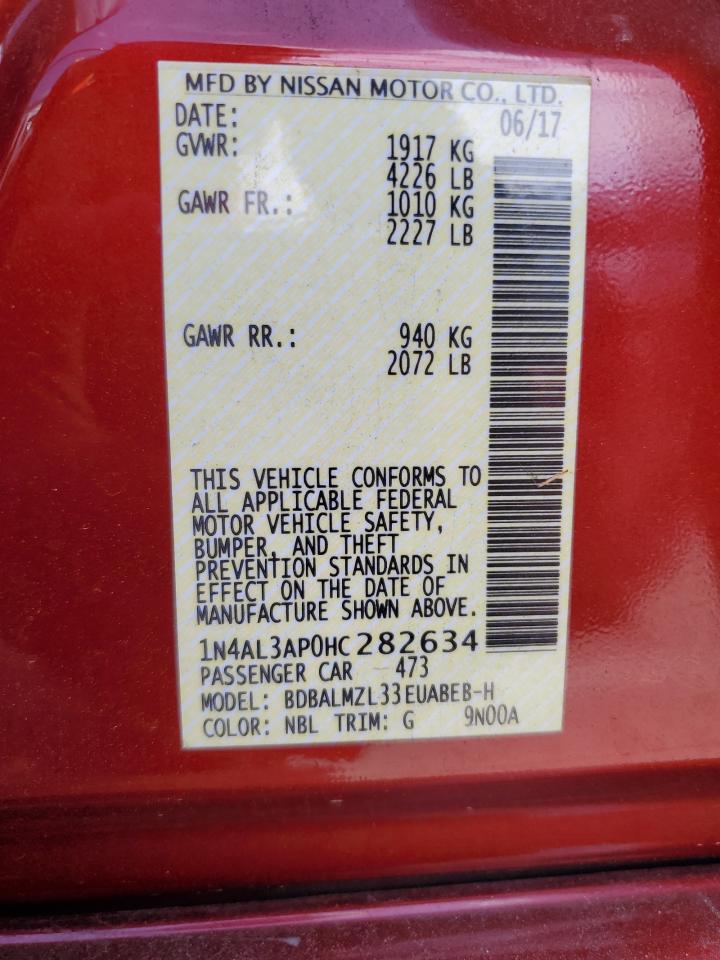 MFD BY NISSAN MOTOR CO., LTD.
DATE: 06/17
GVWR: 1917 KG
4226 LB
GAWR FR.: 1010 KG
2227 LB
GAWR RR.: 940 KG
2072 LB
THIS VEHICLE CONFORMS TO
ALL APPLICABLE FEDERAL
MOTOR VEHICLE SAFETY,
BUMPER, AND THEFT
PREVENTION STANDARDS IN
EFFECT ON THE DATE OF
MANUFACTURE SHOWN ABOVE.
1N4AL3AP0HC282634
PASSENGER CAR 473
MODEL: BDBALMZL33EUABEB-H
COLOR: NBL TRIM: G 9N00A